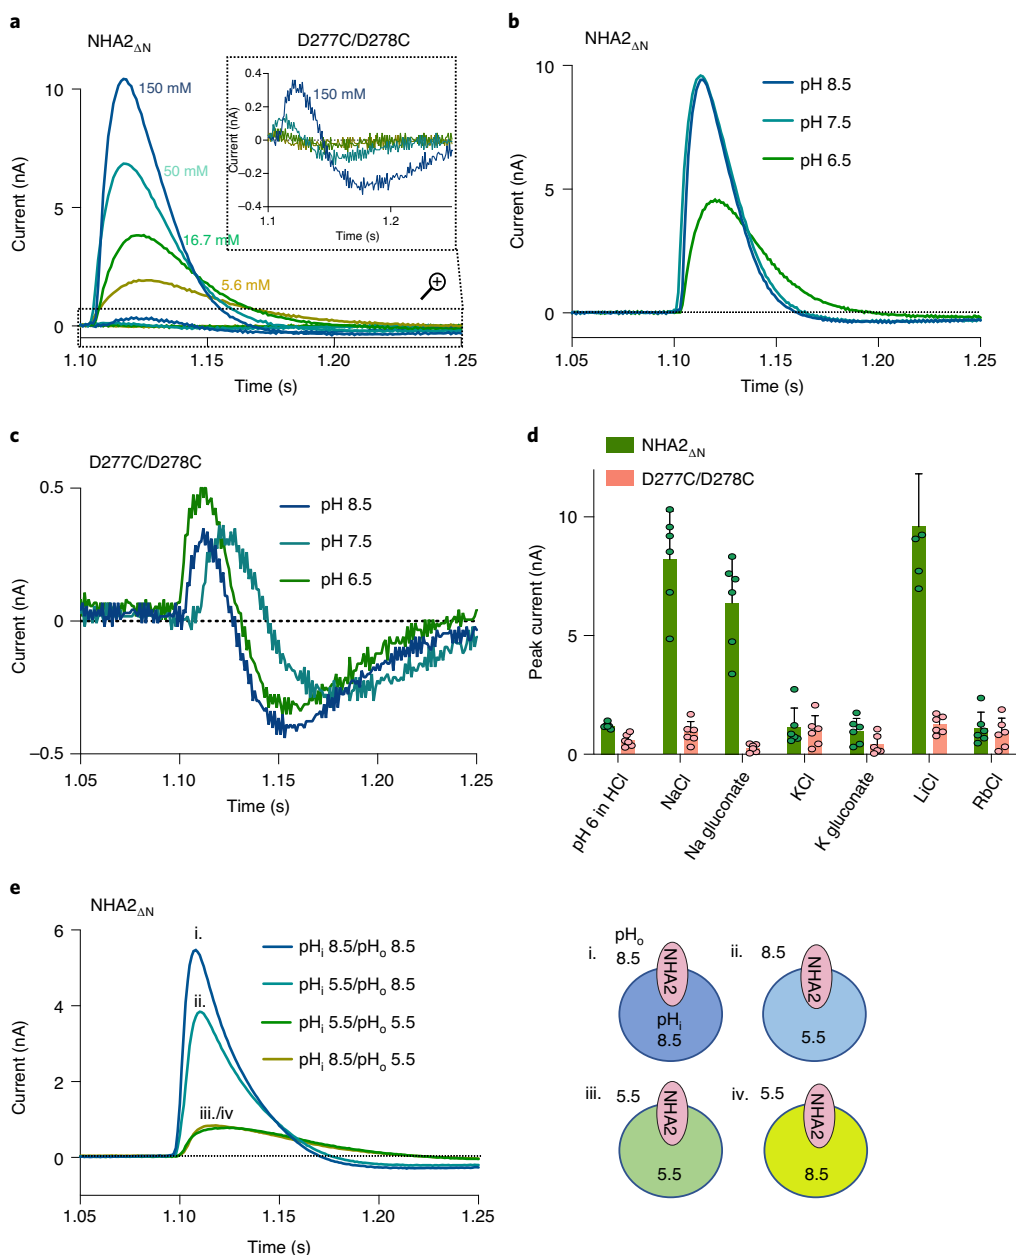 a
NHA2ΔN
D277C/D278C
Current (nA)
10
5
0
150 mM
50 mM
16.7 mM
5.6 mM
1.10
1.15
1.20
1.25
Time (s)
Current (nA)
0.4
0.2
0
−0.2
−0.4
150 mM
1.1
1.2
Time (s)
b
NHA2ΔN
Current (nA)
10
5
0
pH 8.5
pH 7.5
pH 6.5
1.05
1.10
1.15
1.20
1.25
Time (s)
c
D277C/D278C
Current (nA)
0.5
0
−0.5
pH 8.5
pH 7.5
pH 6.5
1.05
1.10
1.15
1.20
1.25
Time (s)
d
NHA2ΔN
D277C/D278C
Peak current (nA)
10
5
0
pH 6 in HCl
NaCl
Na gluconate
KCl
K gluconate
LiCl
RbCl
e
NHA2ΔN
Current (nA)
6
4
2
0
i.
ii.
iii./iv
pHi 8.5/pHo 8.5
pHi 5.5/pHo 8.5
pHi 5.5/pHo 5.5
pHi 8.5/pHo 5.5
1.05
1.10
1.15
1.20
1.25
Time (s)
i.
pHo
8.5
NHA2
pHi
8.5
ii.
8.5
NHA2
5.5
iii.
5.5
NHA2
5.5
iv.
5.5
NHA2
8.5